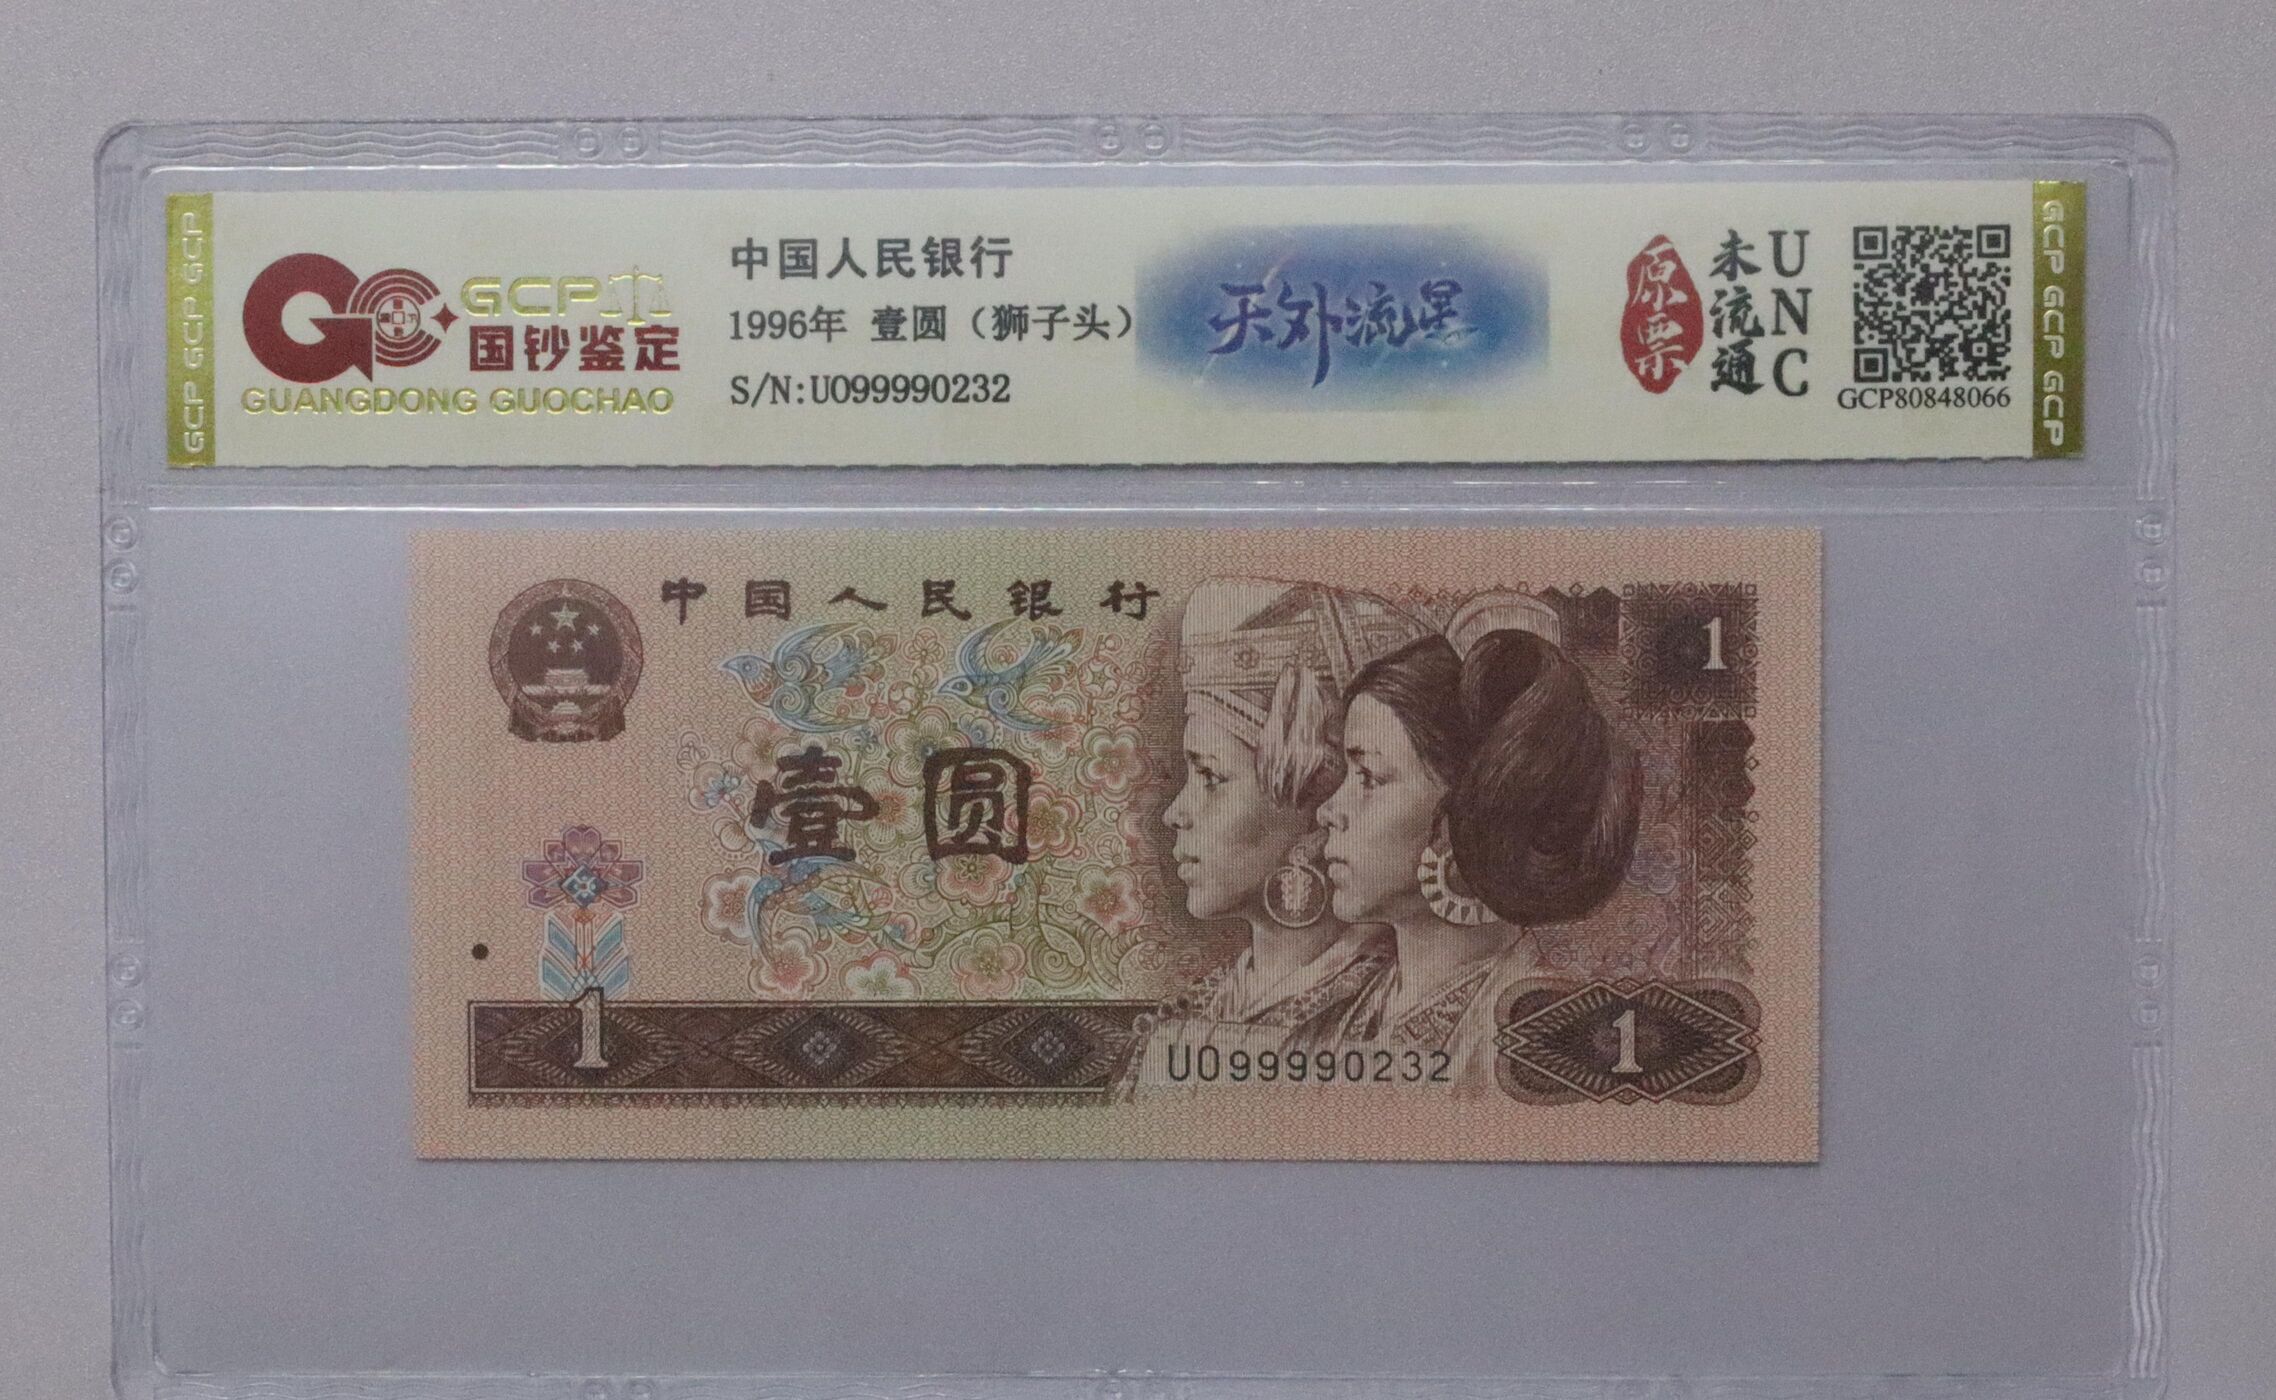 GCP GCP GCP
GCP
国钞鉴定
GUANGDONG GUOCHAO
中国人民银行
1996年 壹圆（狮子头）
S/N:U099990232
天外流星
原票
未流通
UNC
GCP80848066
GCP GCP GCP
中国人民银行
1
壹圆
1
U099990232
1